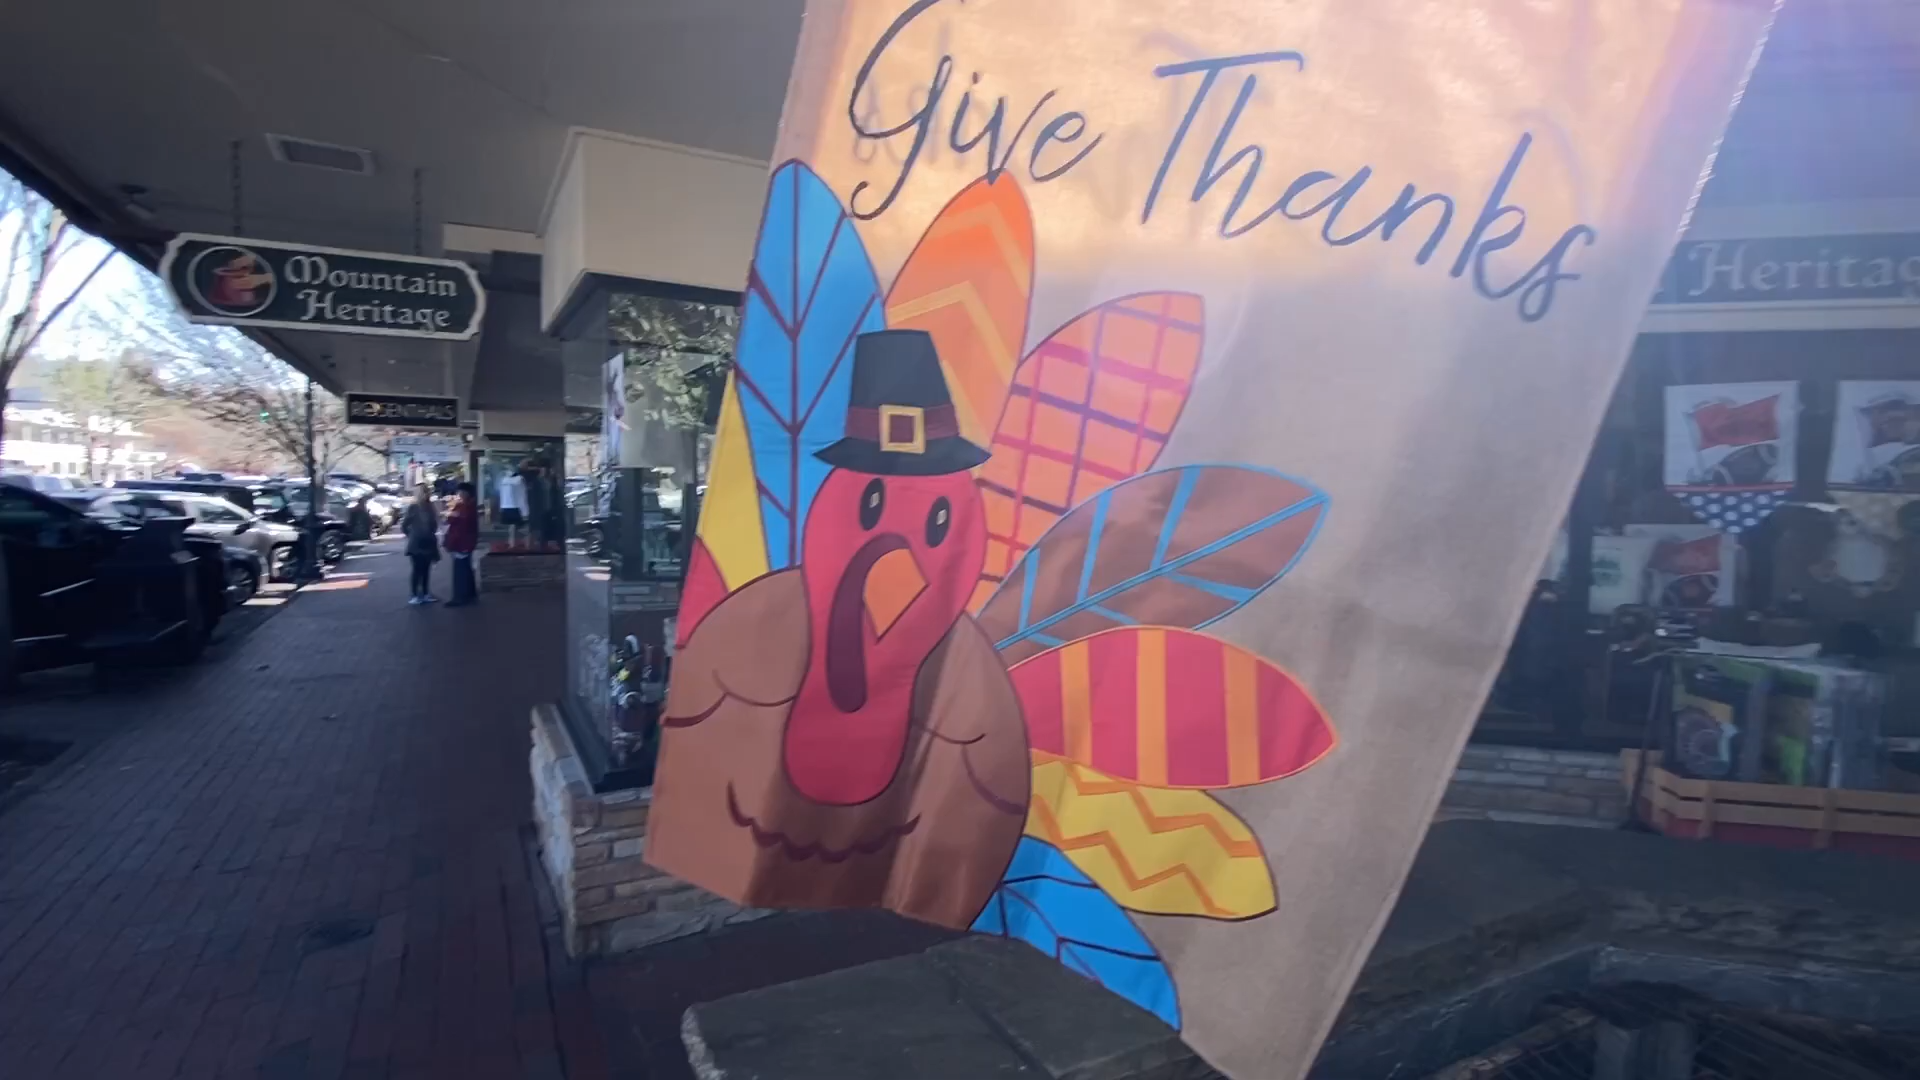 Give Thanks
Mountain
Heritage
ROSENTHALS
Heritag